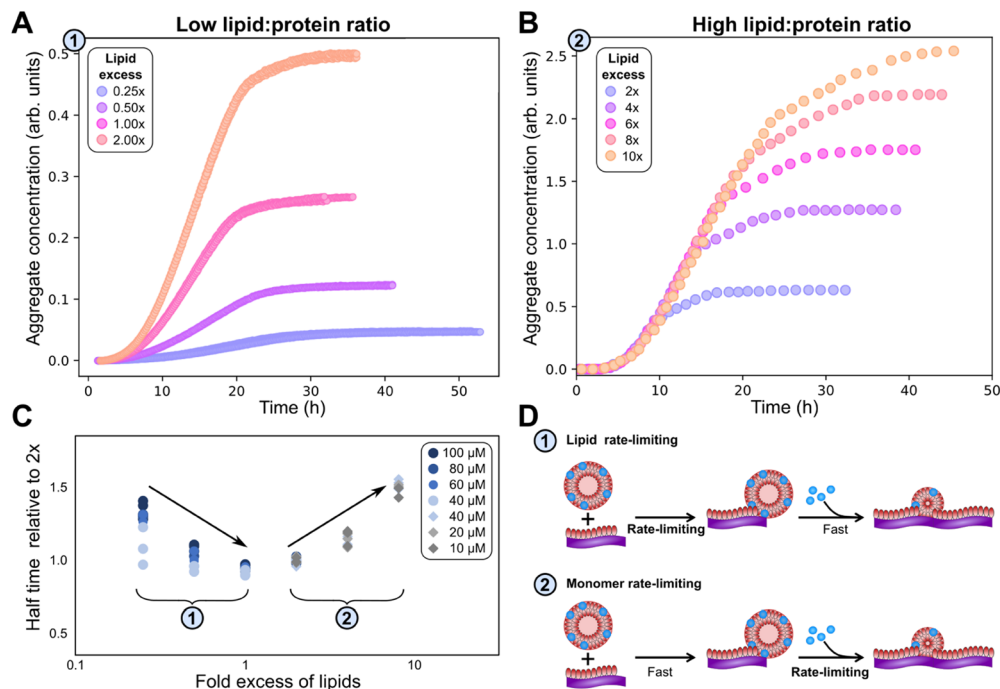 A
Low lipid:protein ratio
1
Lipid
excess
0.25x
0.50x
1.00x
2.00x
Aggregate concentration (arb. units)
0.5
0.4
0.3
0.2
0.1
0.0
0
10
20
30
40
50
Time (h)
B
High lipid:protein ratio
2
Lipid
excess
2x
4x
6x
8x
10x
Aggregate concentration (arb. units)
2.5
2.0
1.5
1.0
0.5
0.0
0
10
20
30
40
50
Time (h)
C
Half time relative to 2x
1.5
1.0
0.5
100 µM
80 µM
60 µM
40 µM
40 µM
20 µM
10 µM
1
2
0.1
1
10
Fold excess of lipids
D
1 Lipid rate-limiting
+
Rate-limiting
Fast
2 Monomer rate-limiting
+
Fast
Rate-limiting